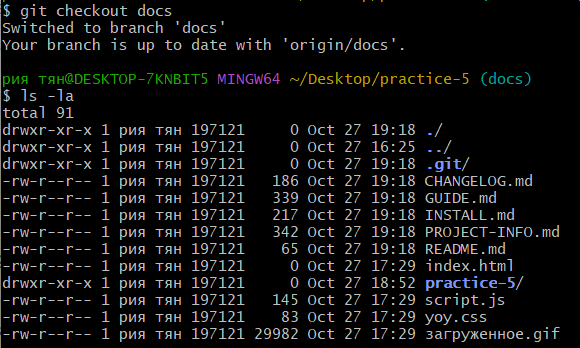 $ git checkout docs
Switched to branch 'docs'
Your branch is up to date with 'origin/docs'.
рия тян@DESKTOP-7KNBIT5 MINGW64 ~/Desktop/practice-5 (docs)
$ ls -la
total 91
drwxr-xr-x 1 рия тян 197121     0 Oct 27 19:18 ./
drwxr-xr-x 1 рия тян 197121     0 Oct 27 16:25 ../
drwxr-xr-x 1 рия тян 197121     0 Oct 27 19:18 .git/
-rw-r--r-- 1 рия тян 197121   186 Oct 27 19:18 CHANGELOG.md
-rw-r--r-- 1 рия тян 197121   339 Oct 27 19:18 GUIDE.md
-rw-r--r-- 1 рия тян 197121   217 Oct 27 19:18 INSTALL.md
-rw-r--r-- 1 рия тян 197121   342 Oct 27 19:18 PROJECT-INFO.md
-rw-r--r-- 1 рия тян 197121    65 Oct 27 19:18 README.md
-rw-r--r-- 1 рия тян 197121     0 Oct 27 17:29 index.html
drwxr-xr-x 1 рия тян 197121     0 Oct 27 18:52 practice-5/
-rw-r--r-- 1 рия тян 197121   145 Oct 27 17:29 script.js
-rw-r--r-- 1 рия тян 197121    83 Oct 27 17:29 yoy.css
-rw-r--r-- 1 рия тян 197121 29982 Oct 27 17:29 загруженное.gif